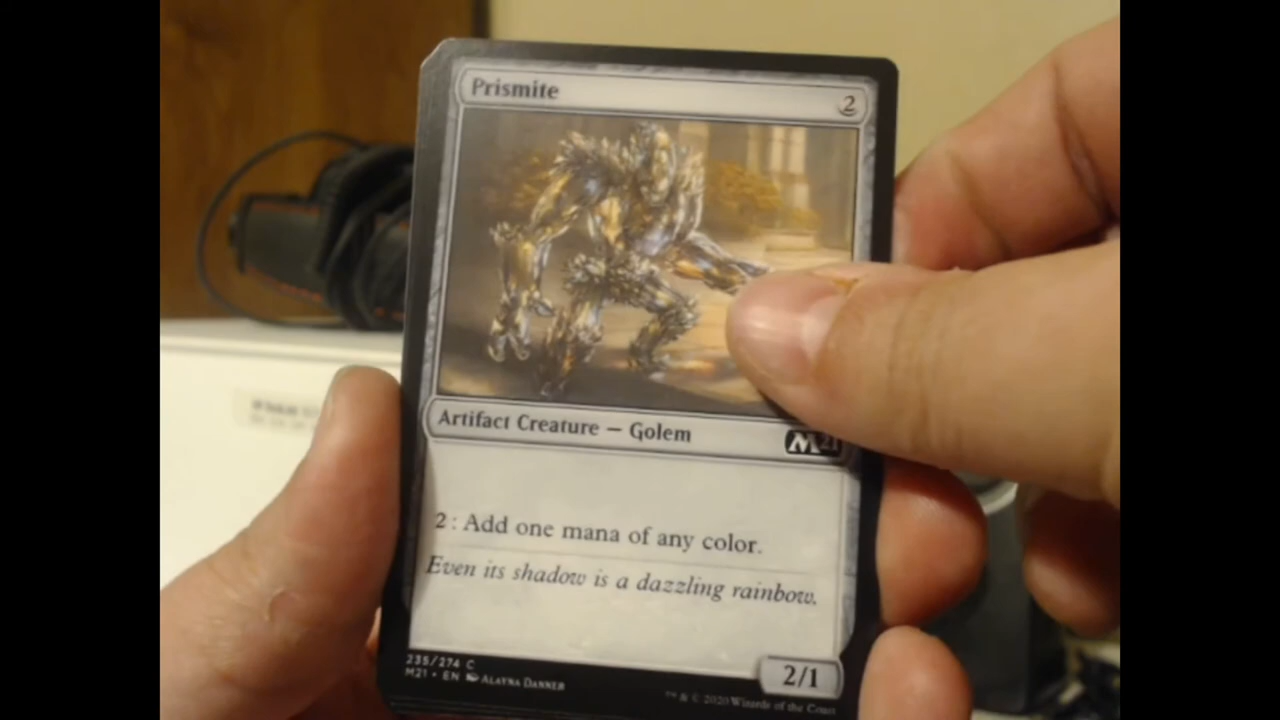 Prismite 2
Artifact Creature — Golem M21
2: Add one mana of any color.
Even its shadow is a dazzling rainbow.
2/1
235/274 C
M21 • EN Alayna Danner
™ & © 2020 Wizards of the Coast